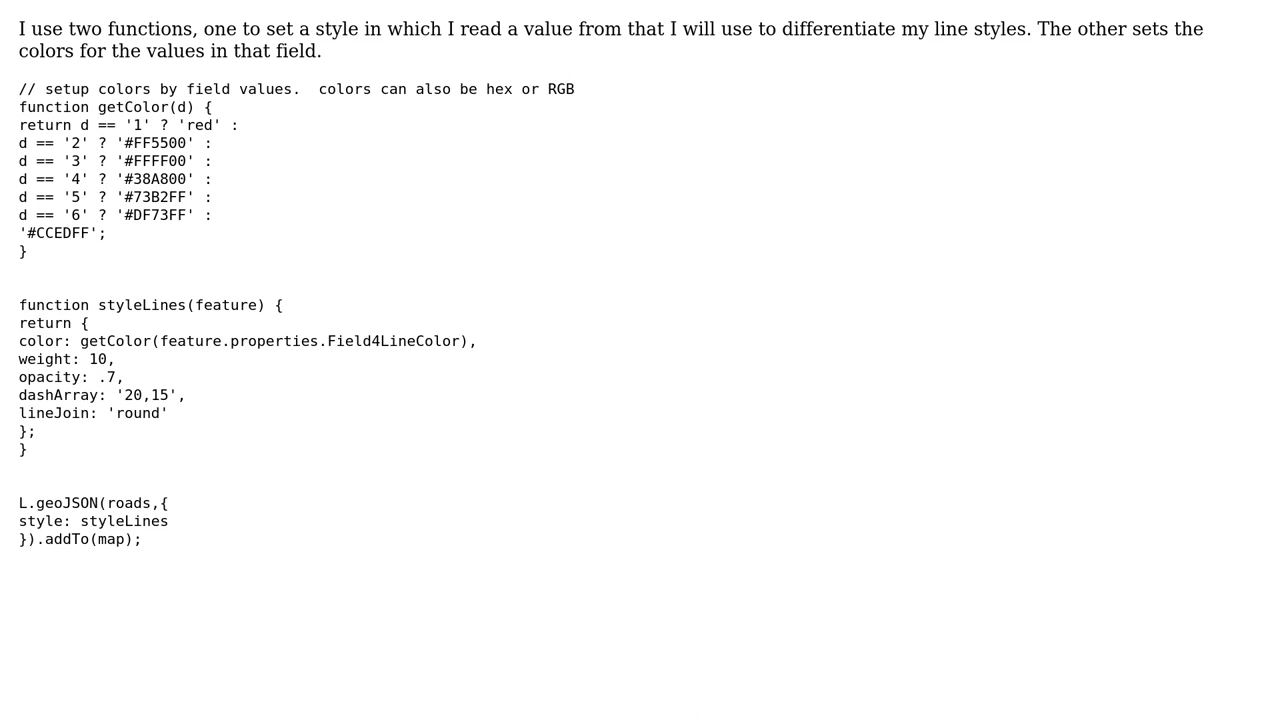 I use two functions, one to set a style in which I read a value from that I will use to differentiate my line styles. The other sets the
colors for the values in that field.
// setup colors by field values.  colors can also be hex or RGB
function getColor(d) {
return d == '1' ? 'red' :
d == '2' ? '#FF5500' :
d == '3' ? '#FFFF00' :
d == '4' ? '#38A800' :
d == '5' ? '#73B2FF' :
d == '6' ? '#DF73FF' :
'#CCEDFF';
}
function styleLines(feature) {
return {
color: getColor(feature.properties.Field4LineColor),
weight: 10,
opacity: .7,
dashArray: '20,15',
lineJoin: 'round'
};
}
L.geoJSON(roads,{
style: styleLines
}).addTo(map);